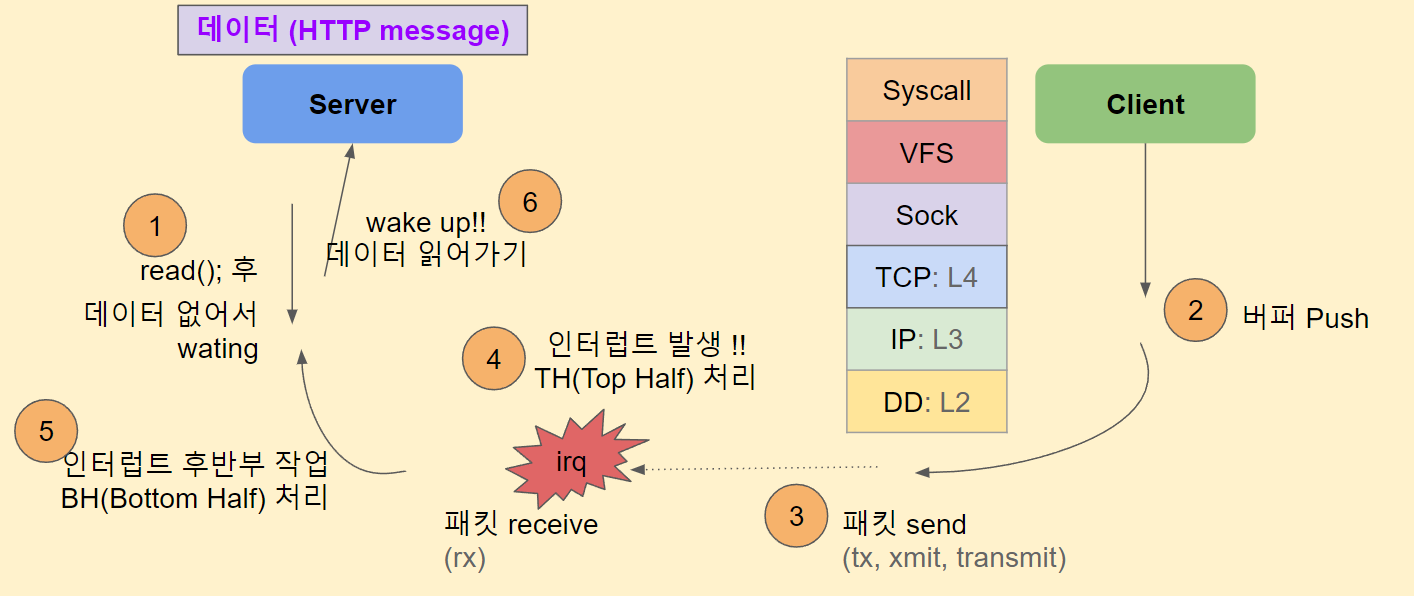 데이터 (HTTP message)
Server
Syscall
Client
VFS
Sock
TCP: L4
IP: L3
DD: L2
1
read(); 후
데이터 없어서
wating
6
wake up!!
데이터 읽어가기
2
버퍼 Push
4
인터럽트 발생 !!
TH(Top Half) 처리
5
인터럽트 후반부 작업
BH(Bottom Half) 처리
irq
패킷 receive
(rx)
3
패킷 send
(tx, xmit, transmit)